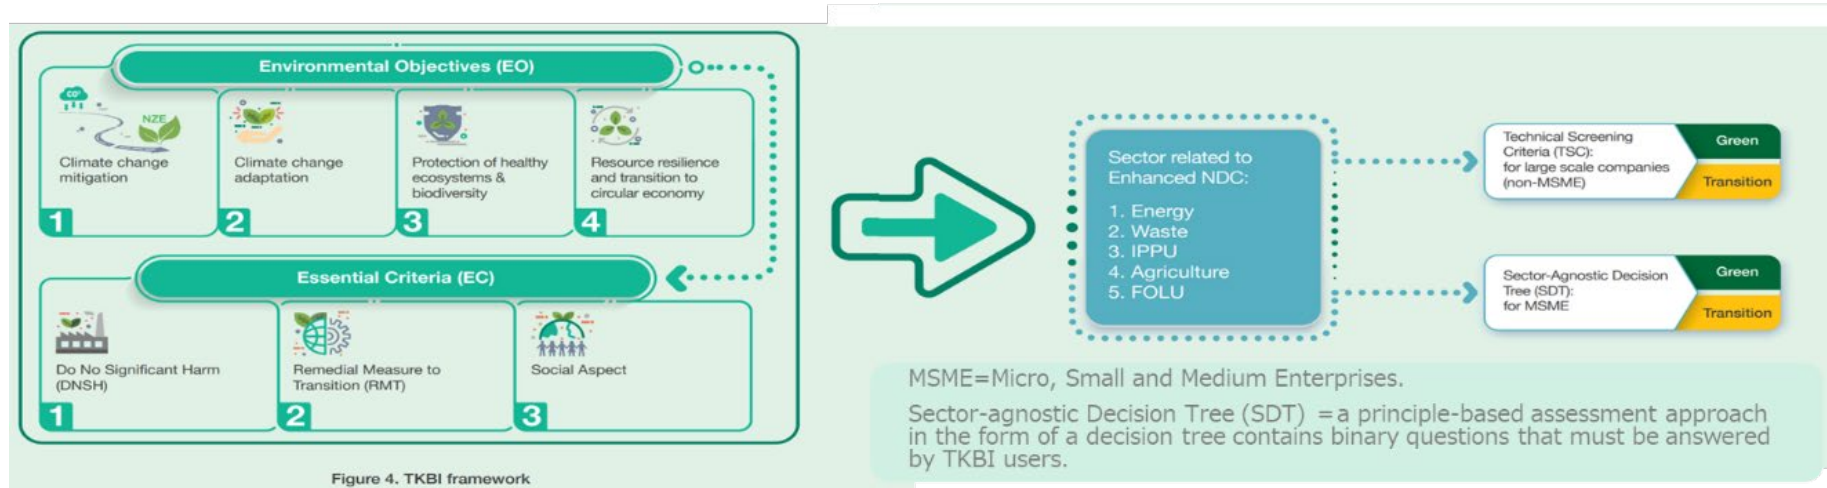 Environmental Objectives (EO)
CO²
NZE
Climate change
mitigation
1
Climate change
adaptation
2
Protection of healthy
ecosystems &
biodiversity
3
Resource resilience
and transition to
circular economy
4
Essential Criteria (EC)
Do No Significant Harm
(DNSH)
1
Remedial Measure to
Transition (RMT)
2
Social Aspect
3
Figure 4. TKBI framework
Sector related to
Enhanced NDC:
1. Energy
2. Waste
3. IPPU
4. Agriculture
5. FOLU
Technical Screening
Criteria (TSC):
for large scale companies
(non-MSME)
Green
Transition
Sector-Agnostic Decision
Tree (SDT):
for MSME
Green
Transition
MSME=Micro, Small and Medium Enterprises.
Sector-agnostic Decision Tree (SDT) =a principle-based assessment approach
in the form of a decision tree contains binary questions that must be answered
by TKBI users.